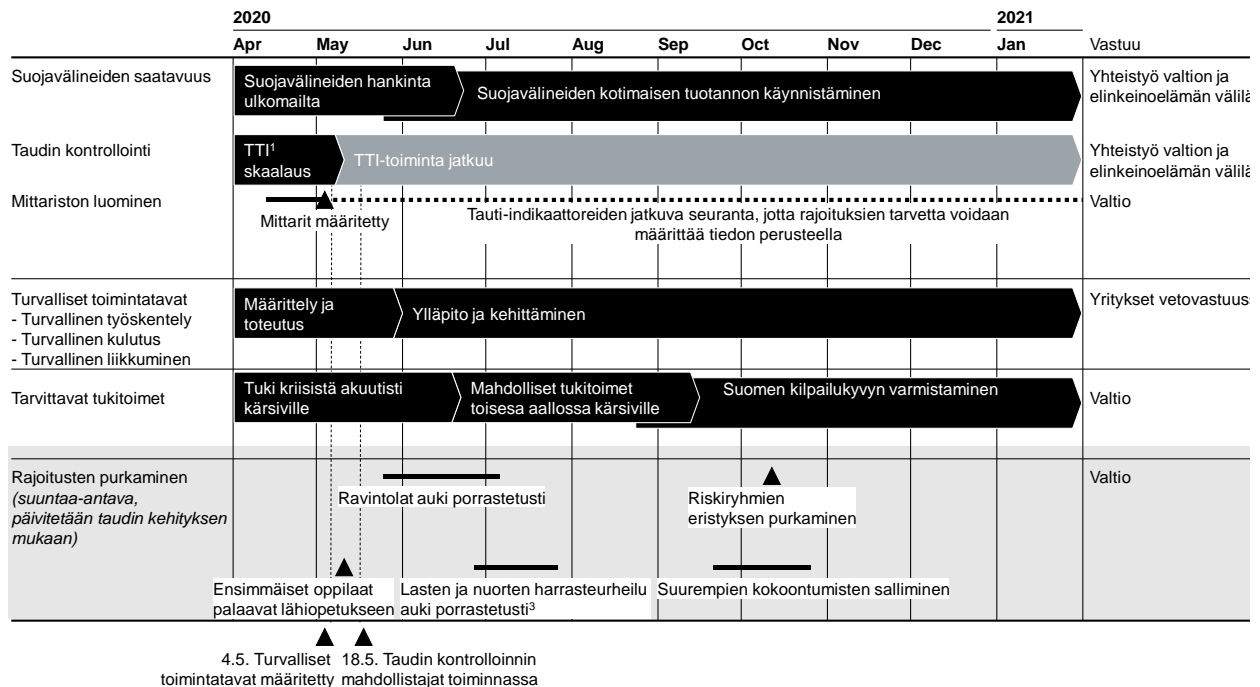 2020
2021
Apr May Jun Jul Aug Sep Oct Nov Dec Jan Vastuu
Suojavälineiden saatavuus
Suojavälineiden hankinta
ulkomailta
Suojavälineiden kotimaisen tuotannon käynnistäminen
Yhteistyö valtion ja
elinkeinoelämän välilä
Taudin kontrollointi
TTI¹
skaalaus
TTI-toiminta jatkuu
Yhteistyö valtion ja
elinkeinoelämän välilä
Mittariston luominen
Mittarit määritetty
Tauti-indikaattoreiden jatkuva seuranta, jotta rajoituksien tarvetta voidaan
määrittää tiedon perusteella
Valtio
Turvalliset toimintatavat
- Turvallinen työskentely
- Turvallinen kulutus
- Turvallinen liikkuminen
Määrittely ja
toteutus
Ylläpito ja kehittäminen
Yritykset vetovastuuss
Tarvittavat tukitoimet
Tuki kriisistä akuutisti
kärsiville
Mahdolliset tukitoimet
toisesa aallossa kärsiville
Suomen kilpailukyvyn varmistaminen
Valtio
Rajoitusten purkaminen
(suuntaa-antava,
päivitetään taudin kehityksen
mukaan)
Ravintolat auki porrastetusti
Riskiryhmien
eristyksen purkaminen
Valtio
Ensimmäiset oppilaat
palaavat lähiopetukseen
Lasten ja nuorten harrasteurheilu
auki porrastetusti³
Suurempien kokoontumisten salliminen
4.5. Turvalliset
toimintatavat määritetty
18.5. Taudin kontrolloinnin
mahdollistajat toiminnassa